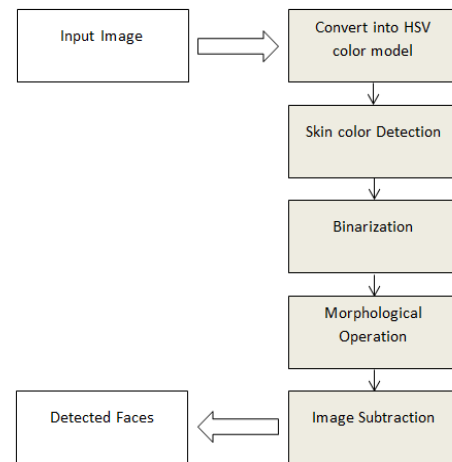 Input Image
Convert into HSV
color model
Skin color Detection
Binarization
Morphological
Operation
Image Subtraction
Detected Faces